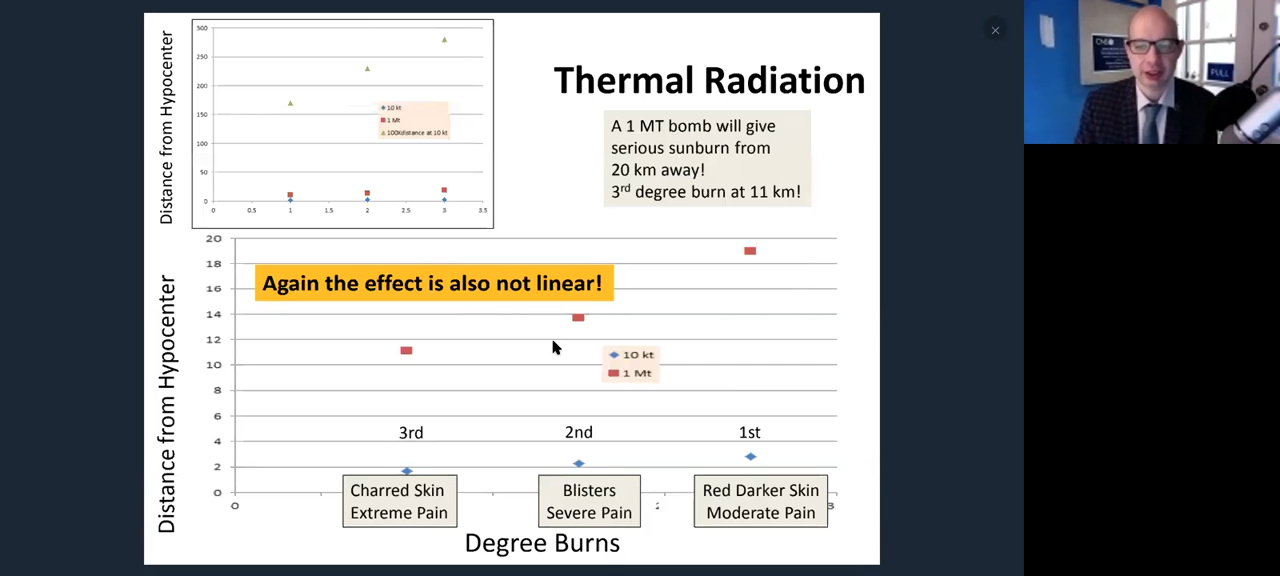 Thermal Radiation
A 1 MT bomb will give
serious sunburn from
20 km away!
3rd degree burn at 11 km!
Distance from Hypocenter
300
250
200
150
100
50
0
0 0.5 1 1.5 2 2.5 3 3.5
10 kt
1 Mt
100Xdistance at 10 kt
Again the effect is also not linear!
Distance from Hypocenter
20
18
16
14
12
10
8
6
4
2
0
10 kt
1 Mt
3rd 2nd 1st
Charred Skin
Extreme Pain
Blisters
Severe Pain
Red Darker Skin
Moderate Pain
0 3
Degree Burns
PULL